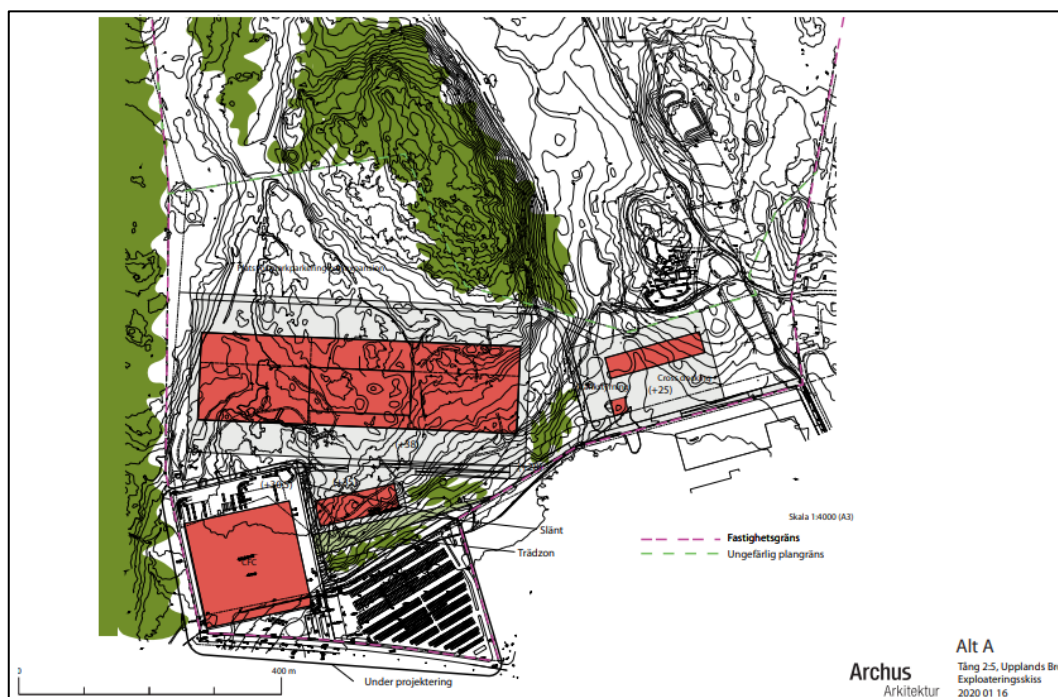 Cross docking
(+25)
(+38)
CFC
Skala 1:4000 (A3)
Slänt
Fastighetsgräns
Trädzon
Ungefärlig plangräns
400 m
Under projektering
Alt A
Archus
Arkitektur
Tång 2:5, Upplands Br
Exploateringsskiss
2020 01 16